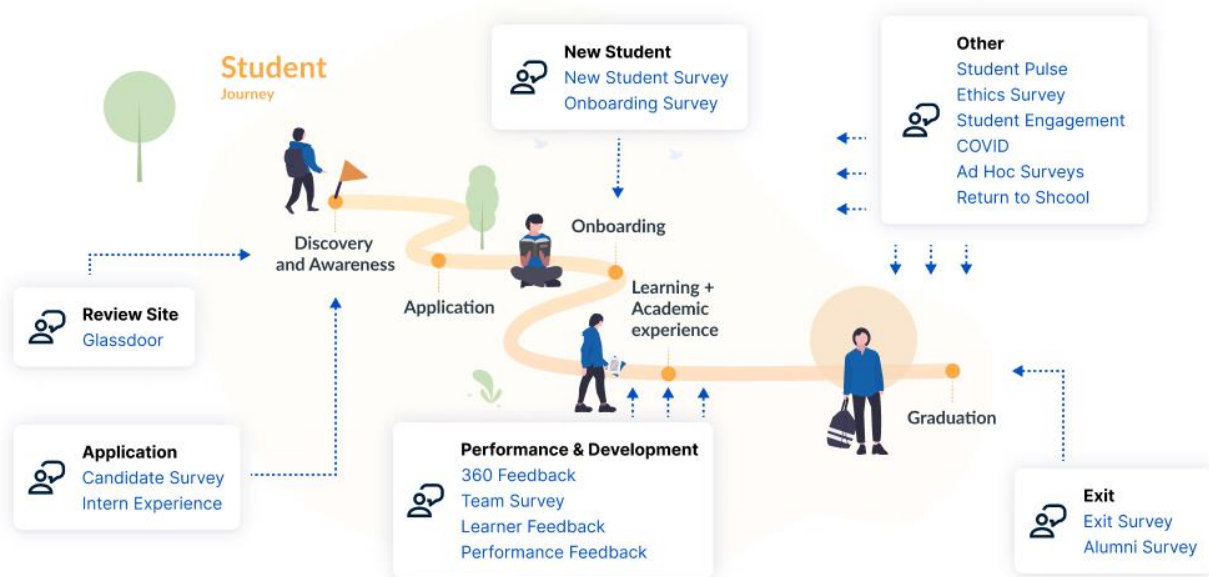 Student
Journey
New Student
New Student Survey
Onboarding Survey
Other
Student Pulse
Ethics Survey
Student Engagement
COVID
Ad Hoc Surveys
Return to Shcool
Discovery
and Awareness
Application
Onboarding
Learning +
Academic
experience
Graduation
Review Site
Glassdoor
Application
Candidate Survey
Intern Experience
Performance & Development
360 Feedback
Team Survey
Learner Feedback
Performance Feedback
Exit
Exit Survey
Alumni Survey